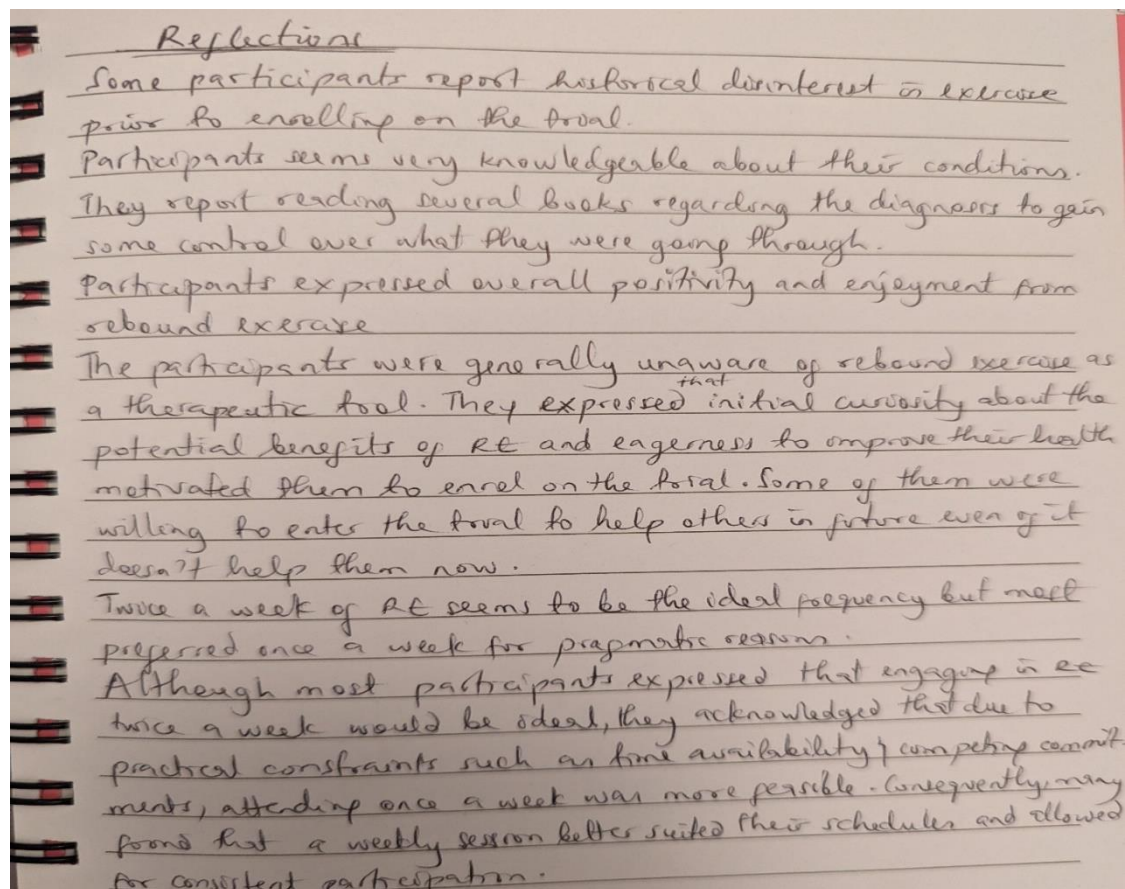 Reflections
Some participants report historical disinterest in exercise
prior to enrolling on the trial.
Participants seems very knowledgeable about their conditions.
They report reading several books regarding the diagnosis to gain
some control over what they were going through.
Participants expressed overall positivity and enjoyment from
rebound exercise
The participants were generally unaware of rebound exercise as
a therapeutic tool. They expressed that initial curiosity about the
potential benefits of RE and eagerness to improve their health
motivated them to enrol on the trial. Some of them were
willing to enter the trial to help others in future even if it
doesn't help them now.
Twice a week of RE seems to be the ideal frequency but most
preferred once a week for pragmatic reasons.
Although most participants expressed that engaging in RE
twice a week would be ideal, they acknowledged that due to
practical constraints such as time availability, competing commit-
ments, attending once a week was more feasible. Consequently, many
found that a weekly session better suited their schedules and allowed
for consistent participation.